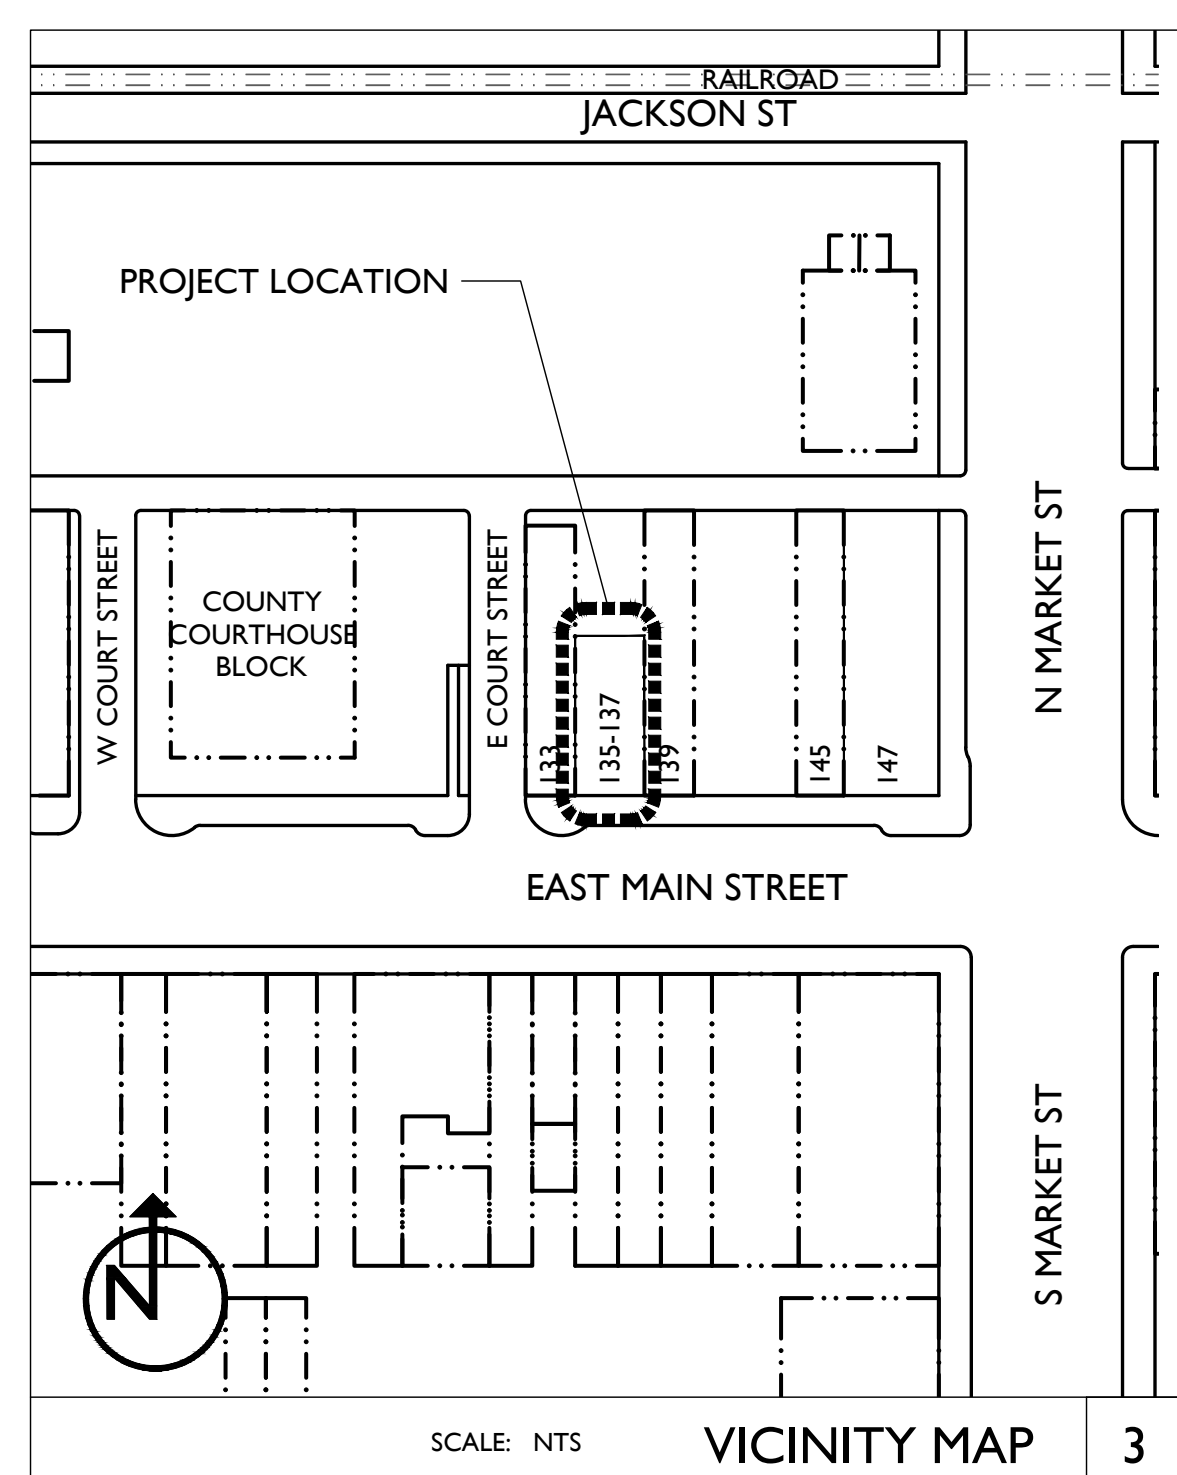 RAILROAD
JACKSON ST
PROJECT LOCATION
W COURT STREET
COUNTY
COURTHOUSE
BLOCK
E COURT STREET
133
135-137
139
145
147
N MARKET ST
EAST MAIN STREET
S MARKET ST
N
SCALE: NTS
VICINITY MAP
3